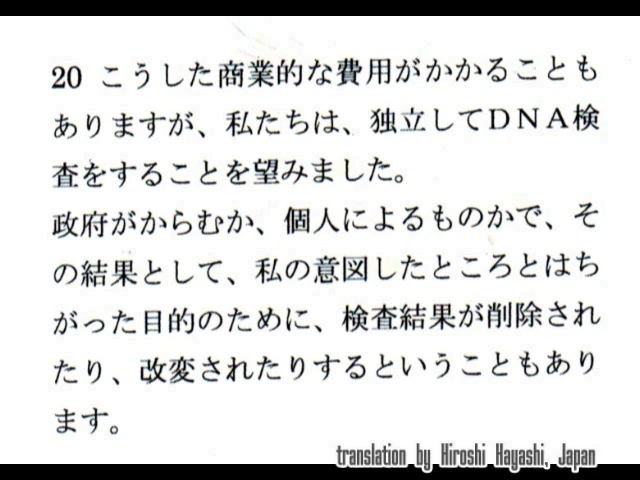 20 こうした商業的な費用がかかることも
ありますが、私たちは、独立してＤＮＡ検
査をすることを望みました。
政府がからむか、個人によるものかで、そ
の結果として、私の意図したところとはち
がった目的のために、検査結果が削除され
たり、改変されたりするということもあり
ます。
translation by Hiroshi Hayashi, Japan